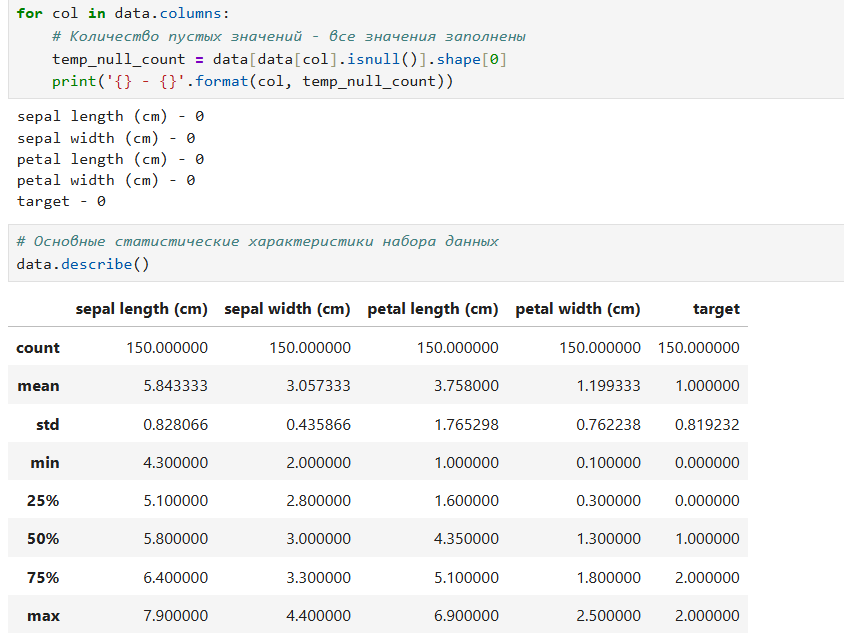 for col in data.columns:
    # Количество пустых значений - все значения заполнены
    temp_null_count = data[data[col].isnull()].shape[0]
    print('{} - {}'.format(col, temp_null_count))
sepal length (cm) - 0
sepal width (cm) - 0
petal length (cm) - 0
petal width (cm) - 0
target - 0
# Основные статистические характеристики набора данных
data.describe()
sepal length (cm) sepal width (cm) petal length (cm) petal width (cm) target
count 150.000000 150.000000 150.000000 150.000000 150.000000
mean 5.843333 3.057333 3.758000 1.199333 1.000000
std 0.828066 0.435866 1.765298 0.762238 0.819232
min 4.300000 2.000000 1.000000 0.100000 0.000000
25% 5.100000 2.800000 1.600000 0.300000 0.000000
50% 5.800000 3.000000 4.350000 1.300000 1.000000
75% 6.400000 3.300000 5.100000 1.800000 2.000000
max 7.900000 4.400000 6.900000 2.500000 2.000000